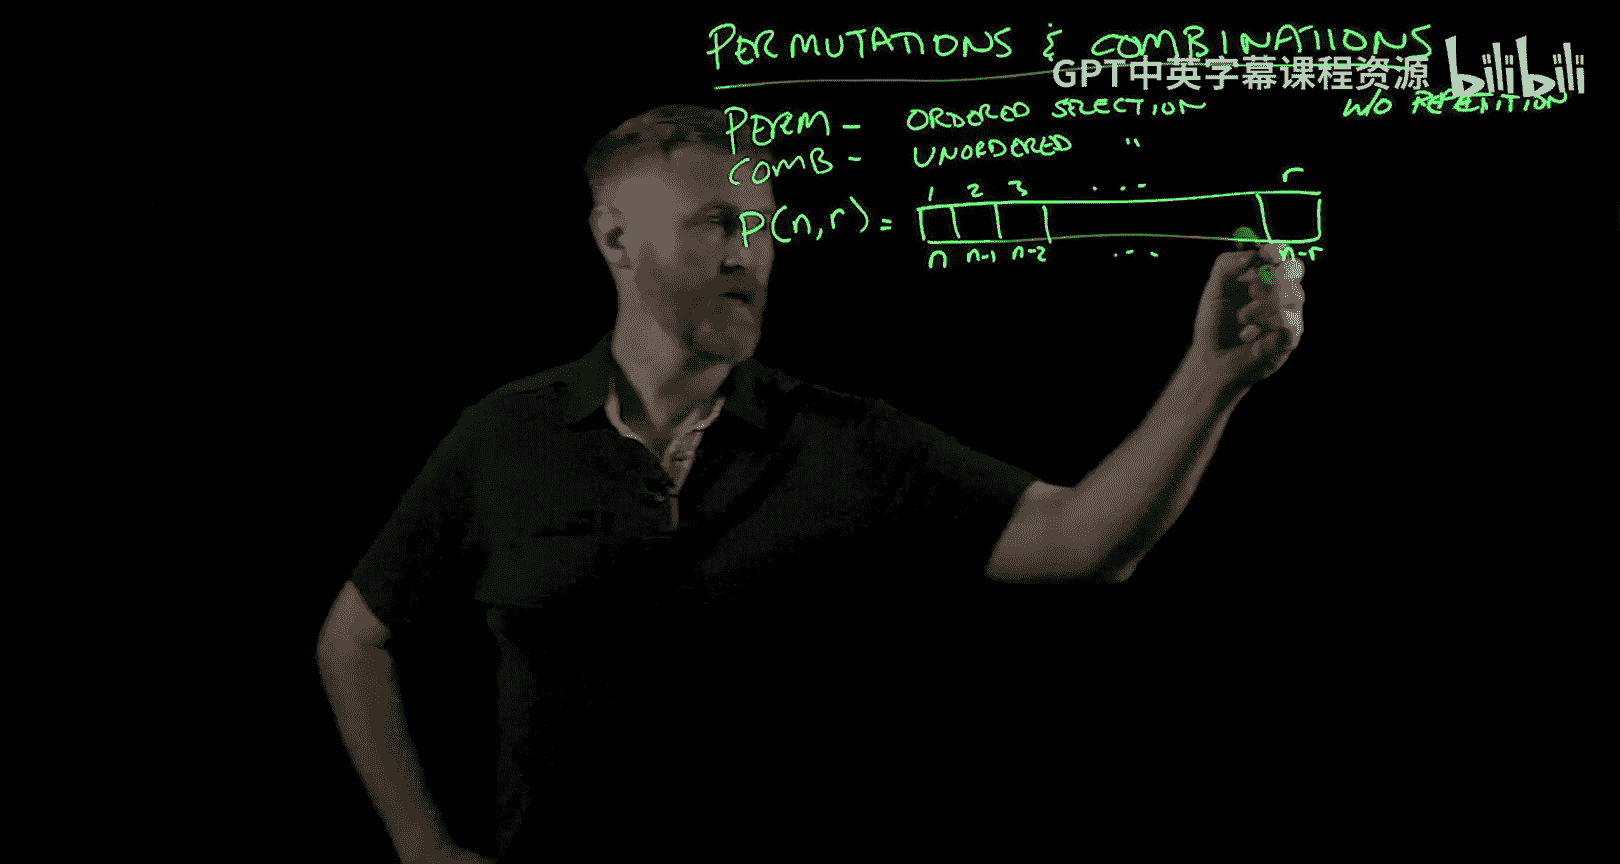 PERMUTATIONS & COMBINATIONS
GPT中英字幕课程资源 bilibili
PERM - ORDERED SELECTION W/O REPETITION
COMB - UNORDERED "
1 2 3 ... r
P(n,r) =
n n-1 n-2 ... n-r